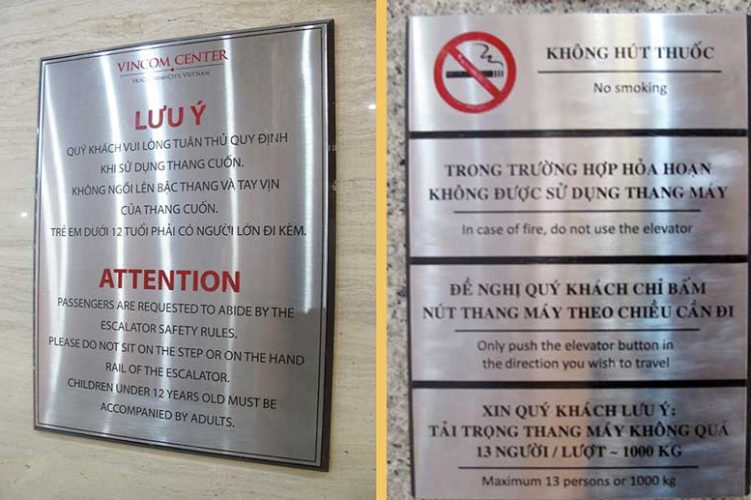 VINCOM CENTER
HO CHI MINH CITY, VIETNAM
LƯU Ý
QUÝ KHÁCH VUI LÒNG TUÂN THỦ QUY ĐỊNH
KHI SỬ DỤNG THANG CUỐN.
KHÔNG NGỒI LÊN BẬC THANG VÀ TAY VỊN
CỦA THANG CUỐN.
TRẺ EM DƯỚI 12 TUỔI PHẢI CÓ NGƯỜI LỚN ĐI KÈM.
ATTENTION
PASSENGERS ARE REQUESTED TO ABIDE BY THE
ESCALATOR SAFETY RULES.
PLEASE DO NOT SIT ON THE STEP OR ON THE HAND
RAIL OF THE ESCALATOR.
CHILDREN UNDER 12 YEARS OLD MUST BE
ACCOMPANIED BY ADULTS.
KHÔNG HÚT THUỐC
No smoking
TRONG TRƯỜNG HỢP HỎA HOẠN
KHÔNG ĐƯỢC SỬ DỤNG THANG MÁY
In case of fire, do not use the elevator
ĐỀ NGHỊ QUÝ KHÁCH CHỈ BẤM
NÚT THANG MÁY THEO CHIỀU CẦN ĐI
Only push the elevator button in
the direction you wish to travel
XIN QUÝ KHÁCH LƯU Ý:
TẢI TRỌNG THANG MÁY KHÔNG QUÁ
13 NGƯỜI / LƯỢT ~ 1000 KG
Maximum 13 persons or 1000 kg